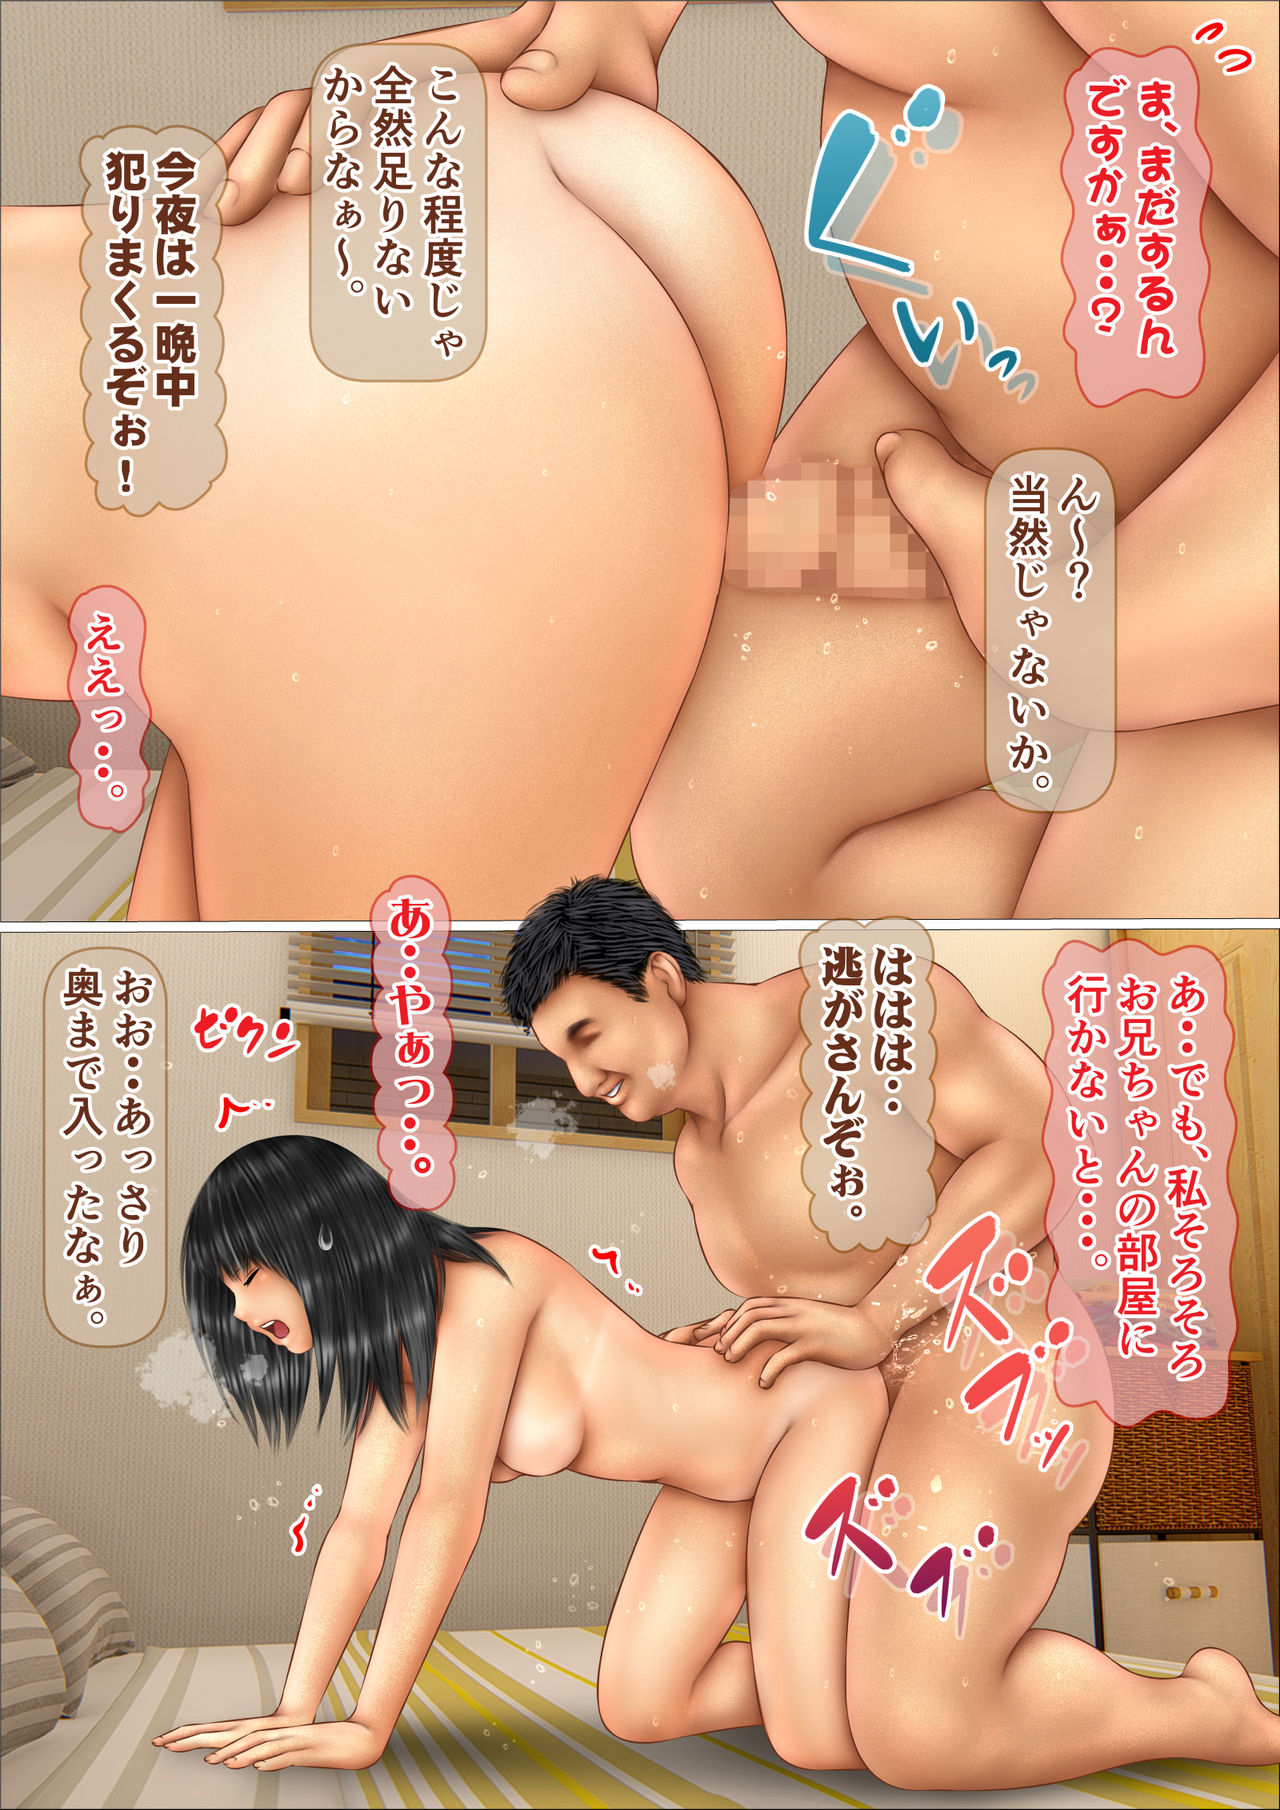 ま、まだするん
ですかぁ‥?
ん～?
当然じゃないか。
こんな程度じゃ
全然足りない
からなぁ～。
今夜は一晩中
犯りまくるぞぉ！
ええっ…。
ぐいっ
あ‥でも、私そろそろ
お兄ちゃんの部屋に
行かないと…。
ははは‥
逃がさんぞぉ。
あ‥やぁっ…。
おお‥あっさり
奥まで入ったなぁ。
ゼクン
ズブッ
ズブ